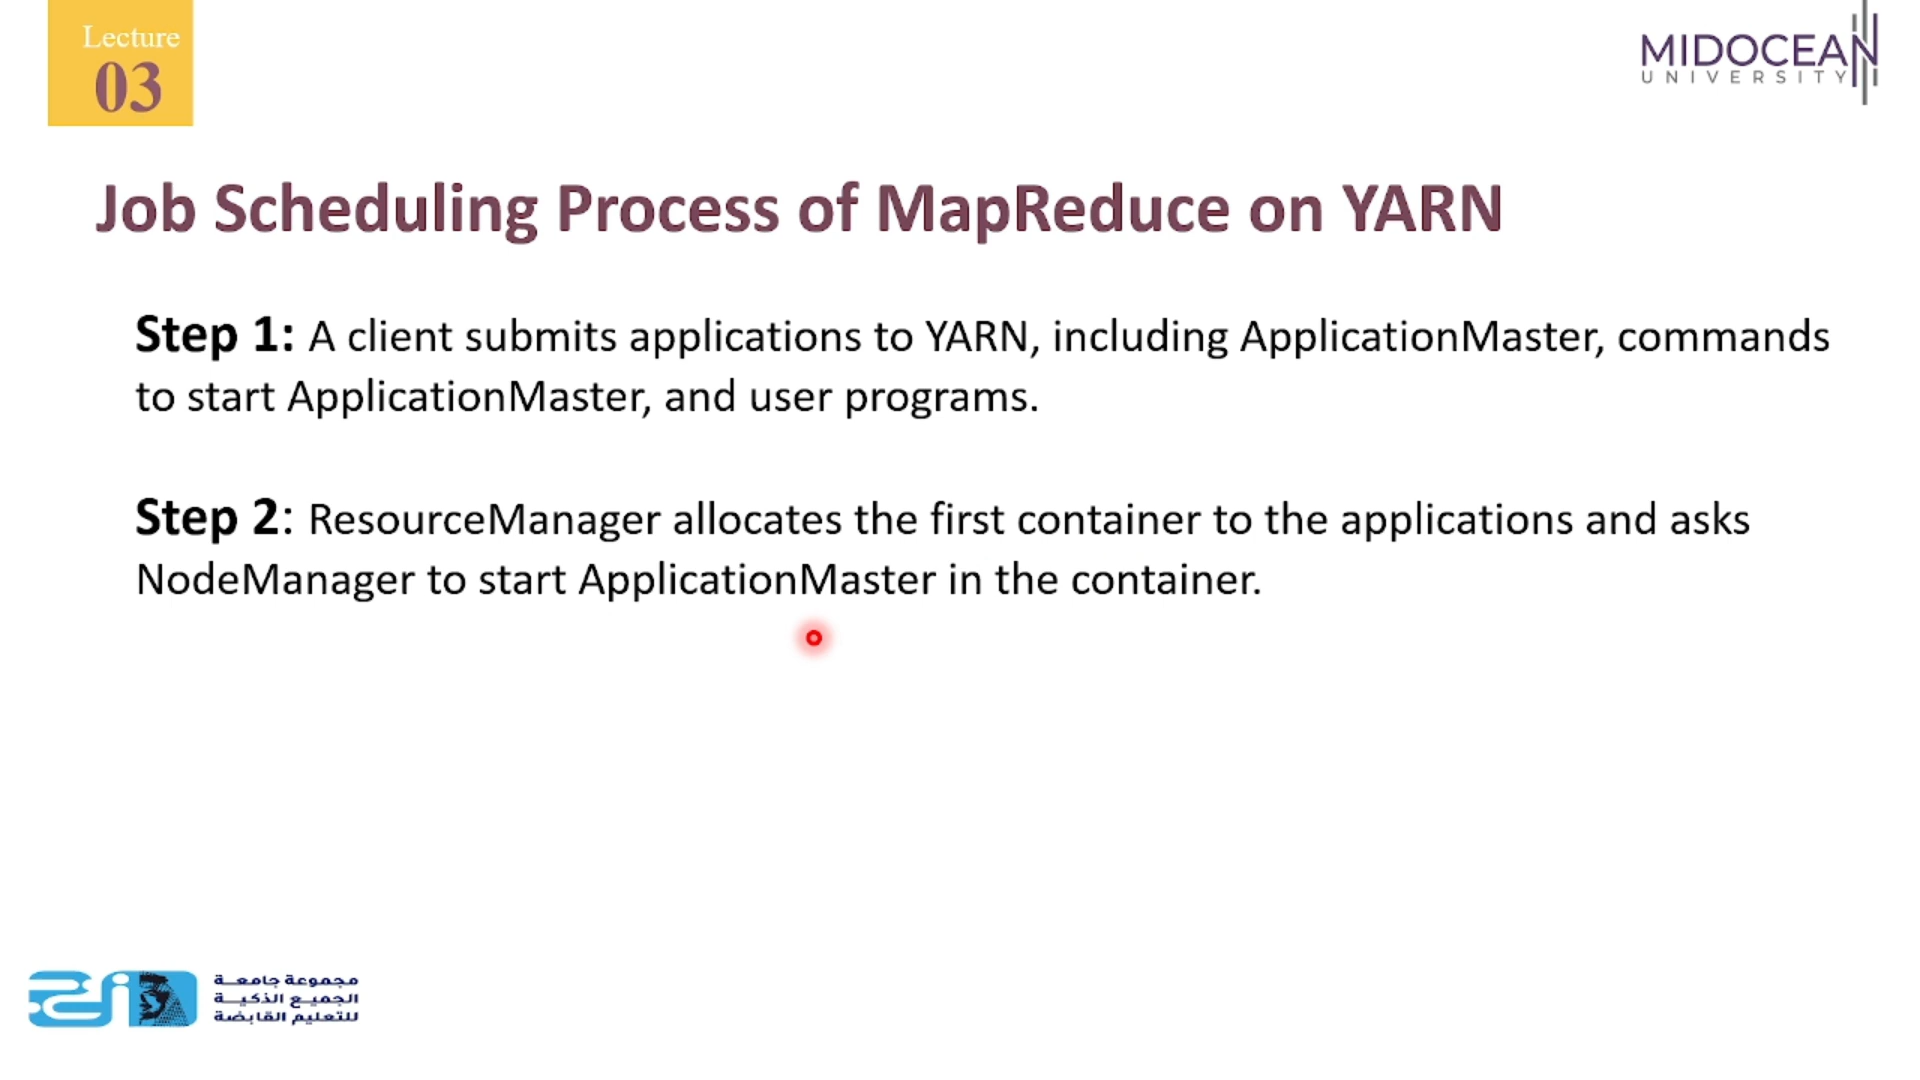 Lecture
03
MIDOCEAN
UNIVERSITY
Job Scheduling Process of MapReduce on YARN
Step 1: A client submits applications to YARN, including ApplicationMaster, commands
to start ApplicationMaster, and user programs.
Step 2: ResourceManager allocates the first container to the applications and asks
NodeManager to start ApplicationMaster in the container.
مجموعة جامعة
الجميع الذكية
للتعليم القابضة